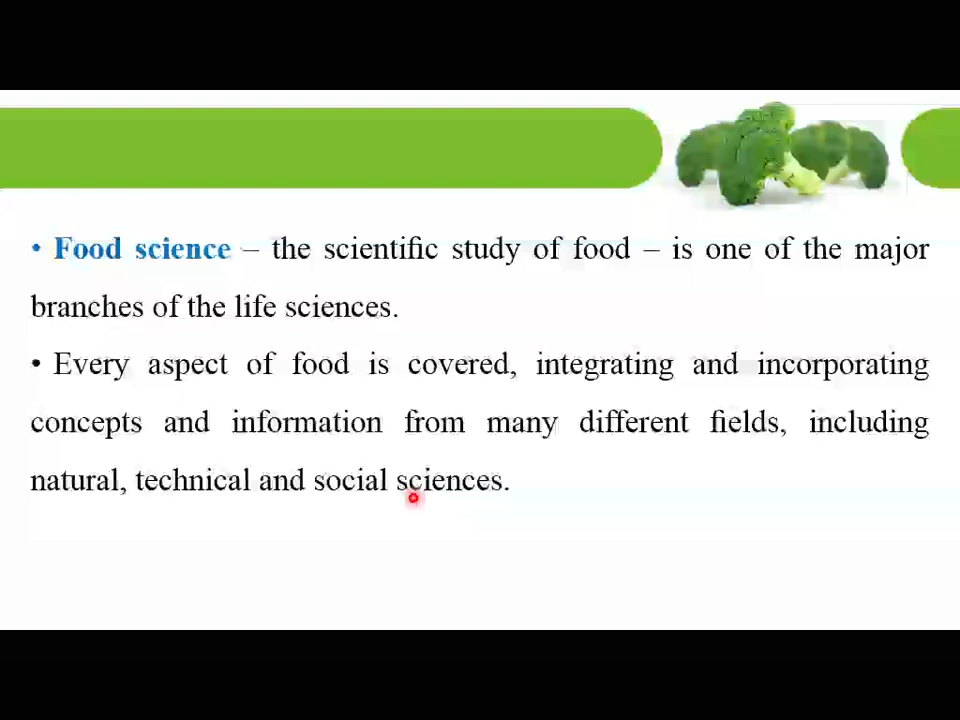 • Food science – the scientific study of food – is one of the major
branches of the life sciences.
• Every aspect of food is covered, integrating and incorporating
concepts and information from many different fields, including
natural, technical and social sciences.